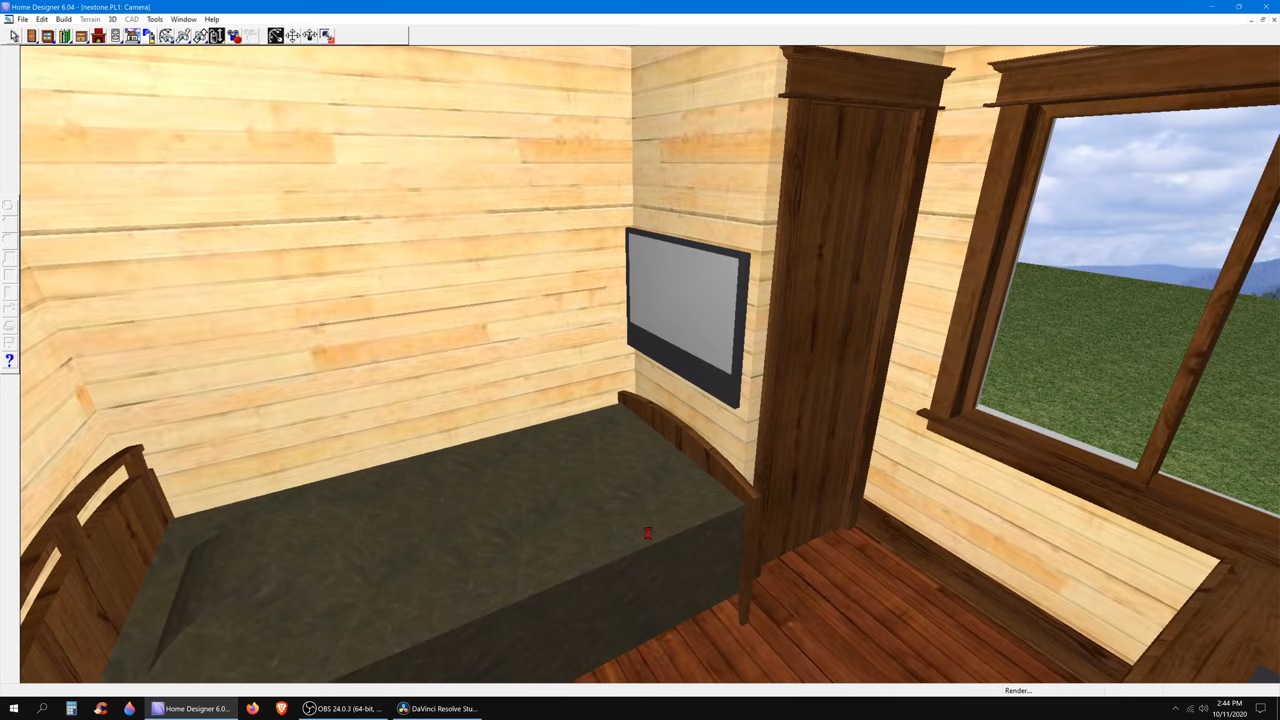 Home Designer 6.04 - [nextone.PL1: Camera]
File Edit Build Terrain 3D CAD Tools Window Help
?
Render...
Home Designer 6.0...
OBS 24.0.3 (64-bit, ...
DaVinci Resolve Stu...
2:44 PM
10/11/2020